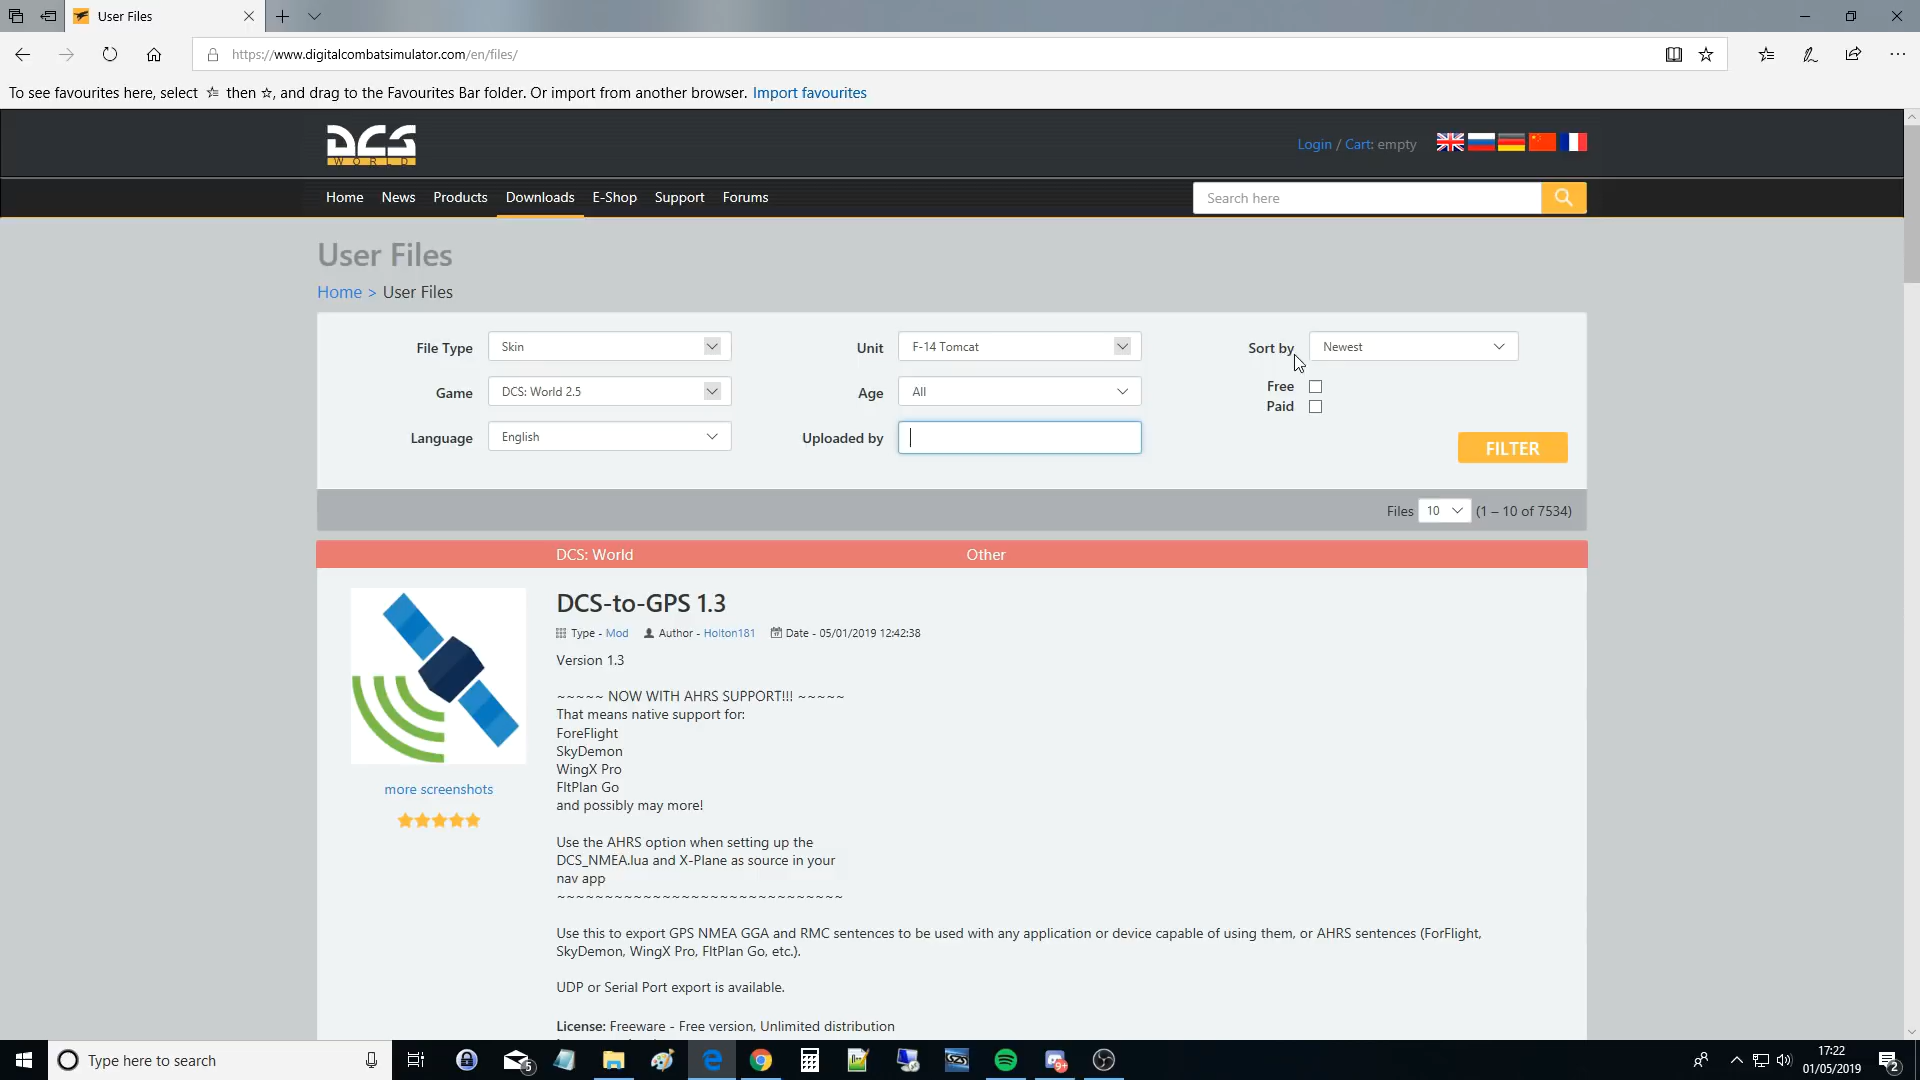 User Files
https://www.digitalcombatsimulator.com/en/files/
To see favourites here, select ☆ then ☆, and drag to the Favourites Bar folder. Or import from another browser. Import favourites
DCS
WORLD
Login / Cart: empty
Home News Products Downloads E-Shop Support Forums
Search here
User Files
Home > User Files
File Type Skin Unit F-14 Tomcat Sort by Newest
Free
Game DCS: World 2.5 Age All
Paid
Language English Uploaded by
FILTER
Files 10 (1 – 10 of 7534)
DCS: World Other
DCS-to-GPS 1.3
Type - Mod Author - Holton181 Date - 05/01/2019 12:42:38
Version 1.3
~~~~~ NOW WITH AHRS SUPPORT!!! ~~~~~
That means native support for:
ForeFlight
SkyDemon
WingX Pro
FltPlan Go
and possibly may more!
more screenshots
Use the AHRS option when setting up the
DCS_NMEA.lua and X-Plane as source in your
nav app
~~~~~~~~~~~~~~~~~~~~~~~~~~~~~
Use this to export GPS NMEA GGA and RMC sentences to be used with any application or device capable of using them, or AHRS sentences (ForFlight,
SkyDemon, WingX Pro, FltPlan Go, etc.).
UDP or Serial Port export is available.
License: Freeware - Free version, Unlimited distribution
Type here to search
5
9+
17:22
01/05/2019
2